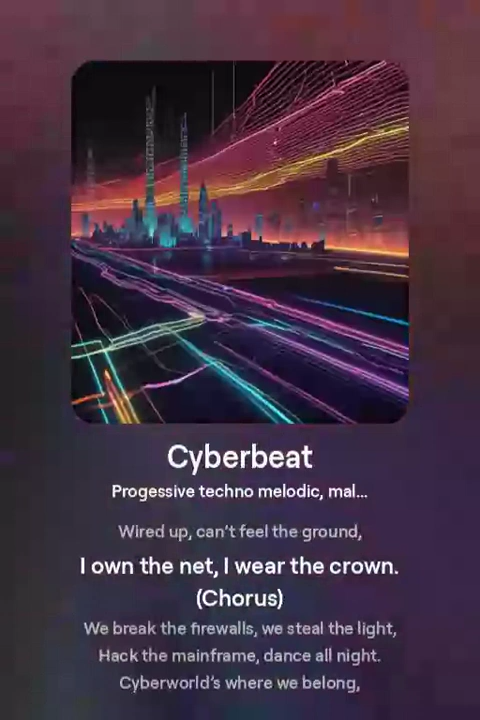 Cyberbeat
Progessive techno melodic, mal...
Wired up, can't feel the ground,
I own the net, I wear the crown.
(Chorus)
We break the firewalls, we steal the light,
Hack the mainframe, dance all night.
Cyberworld's where we belong,